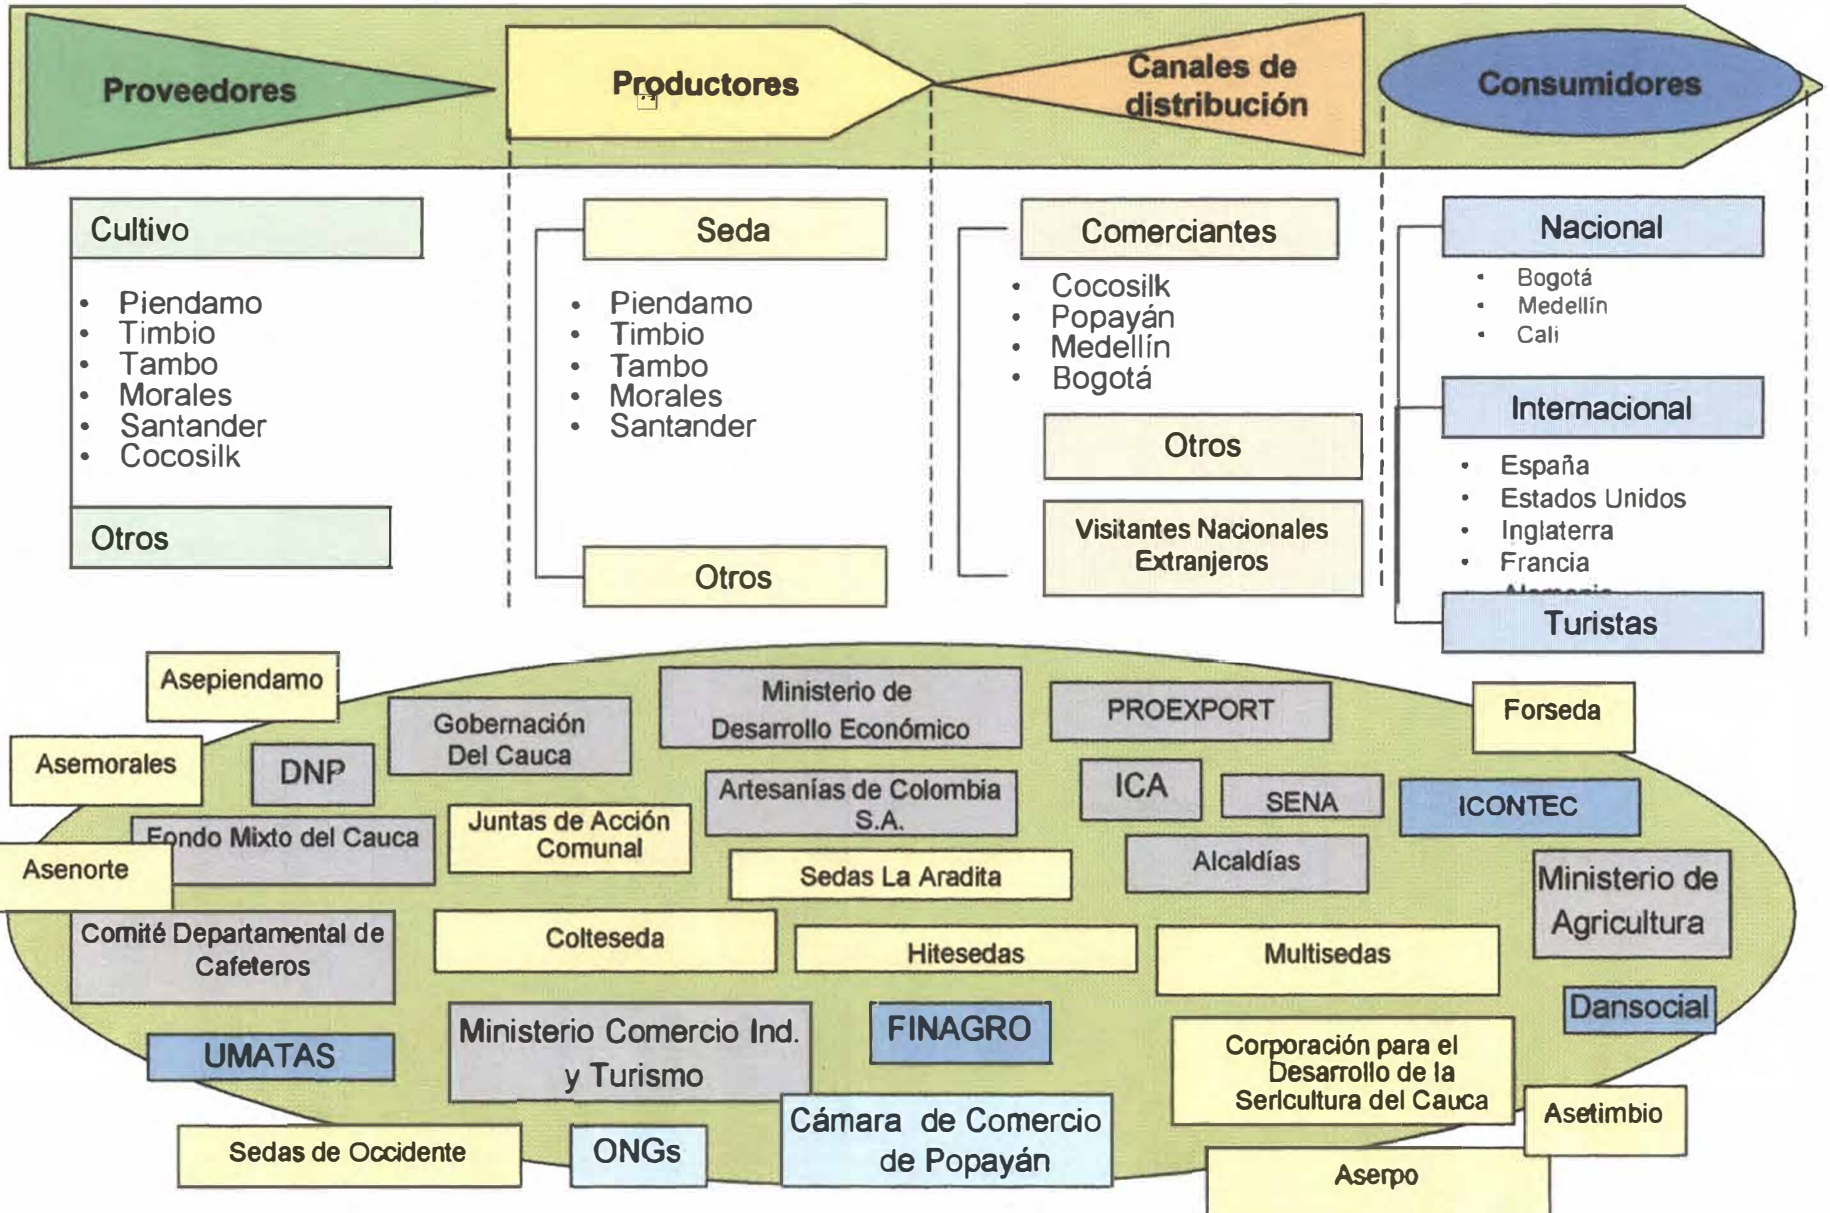 Proveedores
Productores
Canales de
distribución
Consumidores
Cultivo
• Piendamo
• Timbio
• Tambo
• Morales
• Santander
• Cocosilk
Otros
Seda
• Piendamo
• Timbio
• Tambo
• Morales
• Santander
Otros
Comerciantes
• Cocosilk
• Popayán
• Medellín
• Bogotá
Otros
Visitantes Nacionales
Extranjeros
Nacional
• Bogotá
• Medellín
• Cali
Internacional
• España
• Estados Unidos
• Inglaterra
• Francia
Turistas
Asepiendamo
Gobernación
Del Cauca
Ministerio de
Desarrollo Económico
PROEXPORT
Forseda
Asemorales
DNP
Artesanías de Colombia
S.A.
ICA
SENA
ICONTEC
Fondo Mixto del Cauca
Juntas de Acción
Comunal
Asenorte
Sedas La Aradita
Alcaldías
Ministerio de
Agricultura
Comité Departamental de
Cafeteros
Colteseda
Hitesedas
Multisedas
Dansocial
UMATAS
Ministerio Comercio Ind.
y Turismo
FINAGRO
Corporación para el
Desarrollo de la
Sericultura del Cauca
Asetimbio
Sedas de Occidente
ONGs
Cámara de Comercio
de Popayán
Aserpo